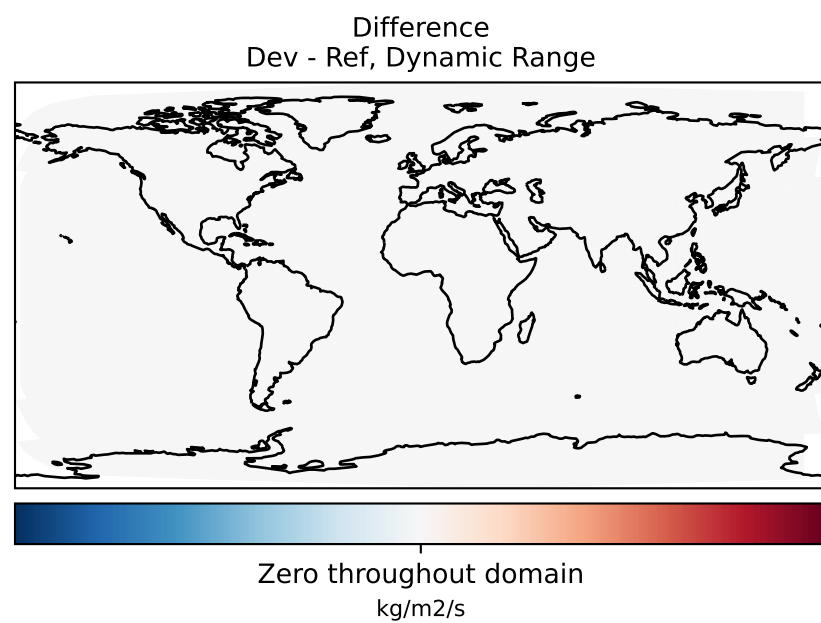 Difference
Dev - Ref, Dynamic Range
Zero throughout domain
kg/m2/s